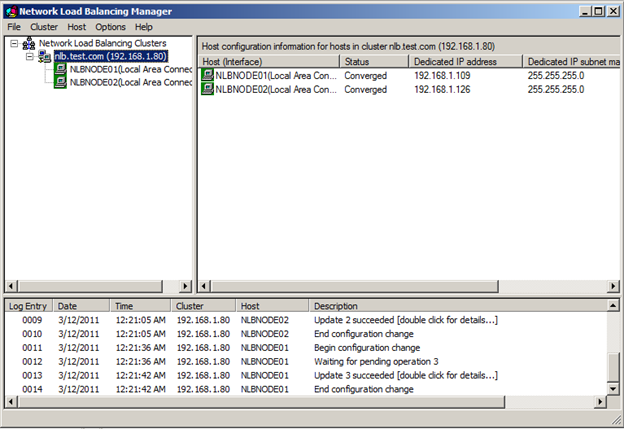 Network Load Balancing Manager
File Cluster Host Options Help
Network Load Balancing Clusters
nlb.test.com (192.168.1.80)
NLBNODE01(Local Area Connec
NLBNODE02(Local Area Connec
Host configuration information for hosts in cluster nlb.test.com (192.168.1.80)
Host (Interface) Status Dedicated IP address Dedicated IP subnet ma
NLBNODE01(Local Area Con... Converged 192.168.1.109 255.255.255.0
NLBNODE02(Local Area Con... Converged 192.168.1.126 255.255.255.0
Log Entry Date Time Cluster Host Description
0009 3/12/2011 12:21:05 AM 192.168.1.80 NLBNODE02 Update 2 succeeded [double click for details...]
0010 3/12/2011 12:21:05 AM 192.168.1.80 NLBNODE02 End configuration change
0011 3/12/2011 12:21:36 AM 192.168.1.80 NLBNODE01 Begin configuration change
0012 3/12/2011 12:21:36 AM 192.168.1.80 NLBNODE01 Waiting for pending operation 3
0013 3/12/2011 12:21:42 AM 192.168.1.80 NLBNODE01 Update 3 succeeded [double click for details...]
0014 3/12/2011 12:21:42 AM 192.168.1.80 NLBNODE01 End configuration change